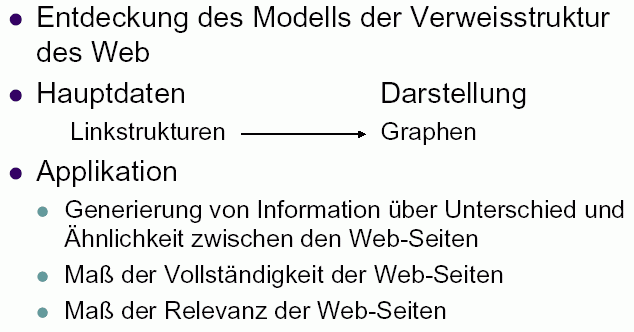 Entdeckung des Modells der Verweisstruktur
des Web
Hauptdaten Darstellung
Linkstrukturen Graphen
Applikation
Generierung von Information über Unterschied und
Ähnlichkeit zwischen den Web-Seiten
Maß der Vollständigkeit der Web-Seiten
Maß der Relevanz der Web-Seiten